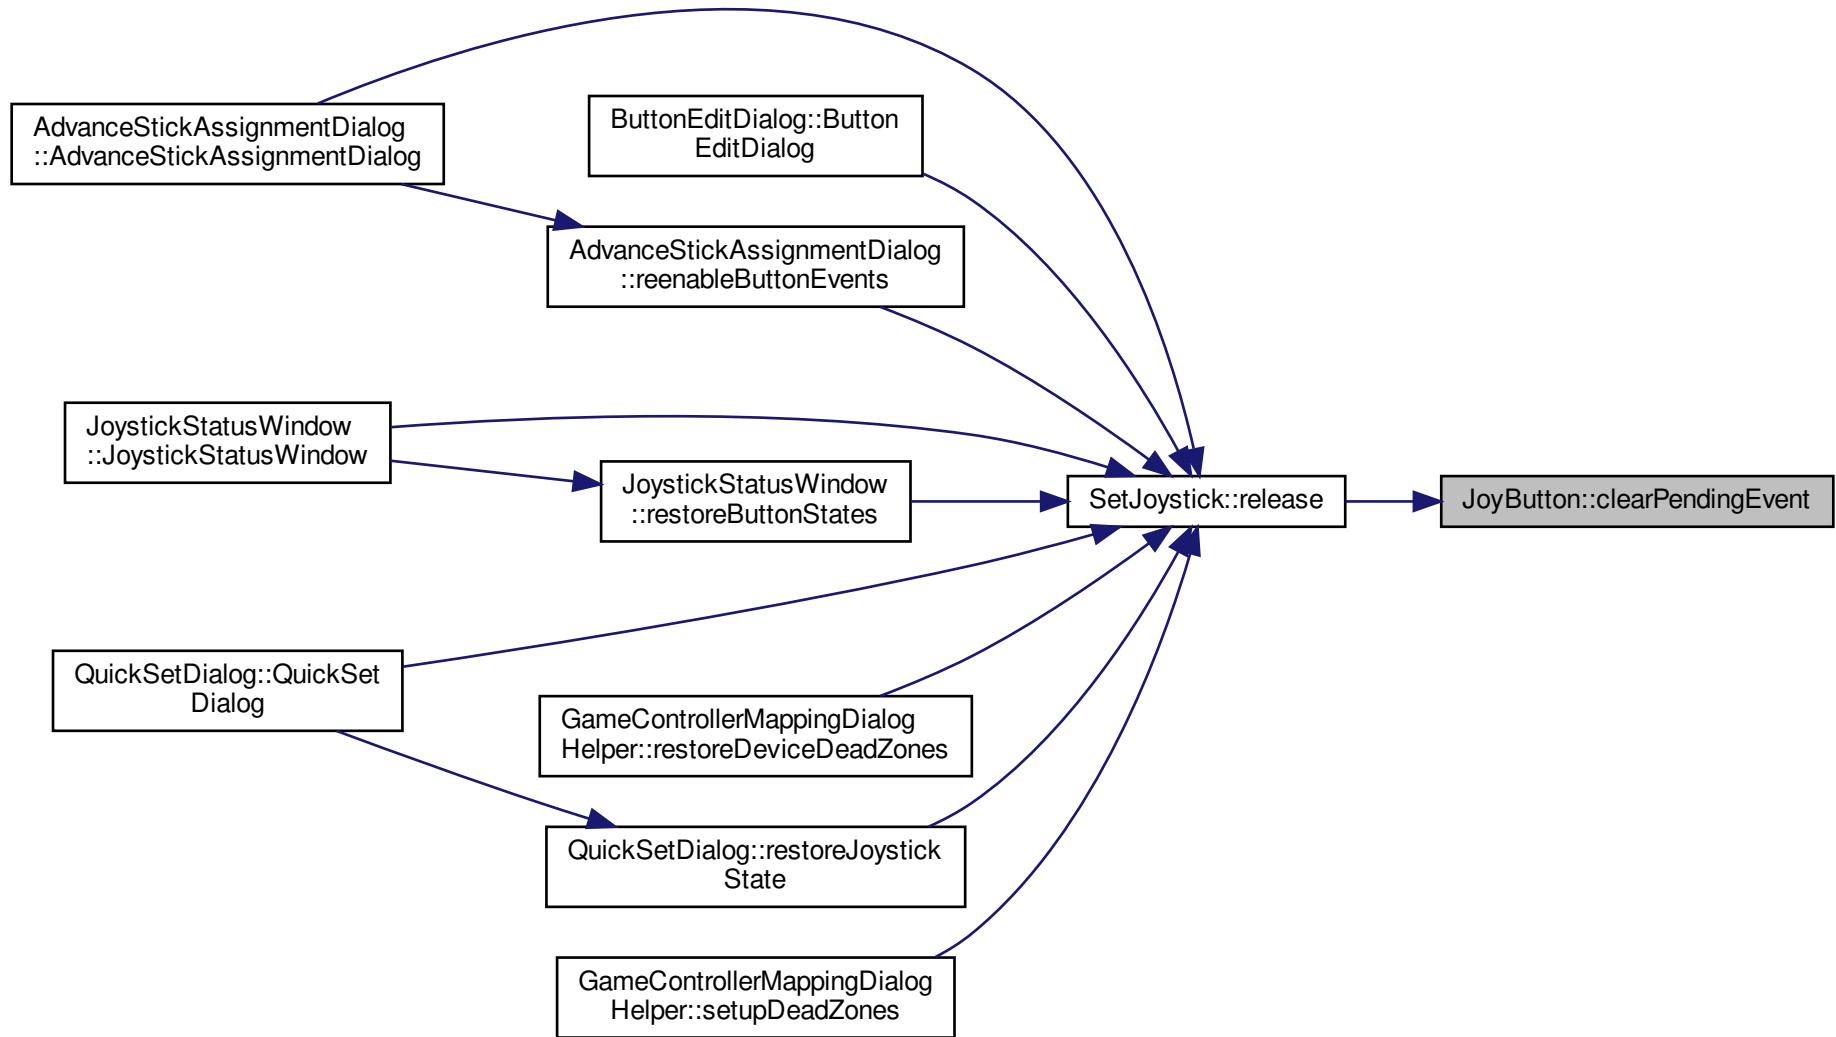 AdvanceStickAssignmentDialog
::AdvanceStickAssignmentDialog
ButtonEditDialog::Button
EditDialog
AdvanceStickAssignmentDialog
::reenableButtonEvents
JoystickStatusWindow
::JoystickStatusWindow
JoystickStatusWindow
::restoreButtonStates
SetJoystick::release
JoyButton::clearPendingEvent
QuickSetDialog::QuickSet
Dialog
GameControllerMappingDialog
Helper::restoreDeviceDeadZones
QuickSetDialog::restoreJoystick
State
GameControllerMappingDialog
Helper::setupDeadZones